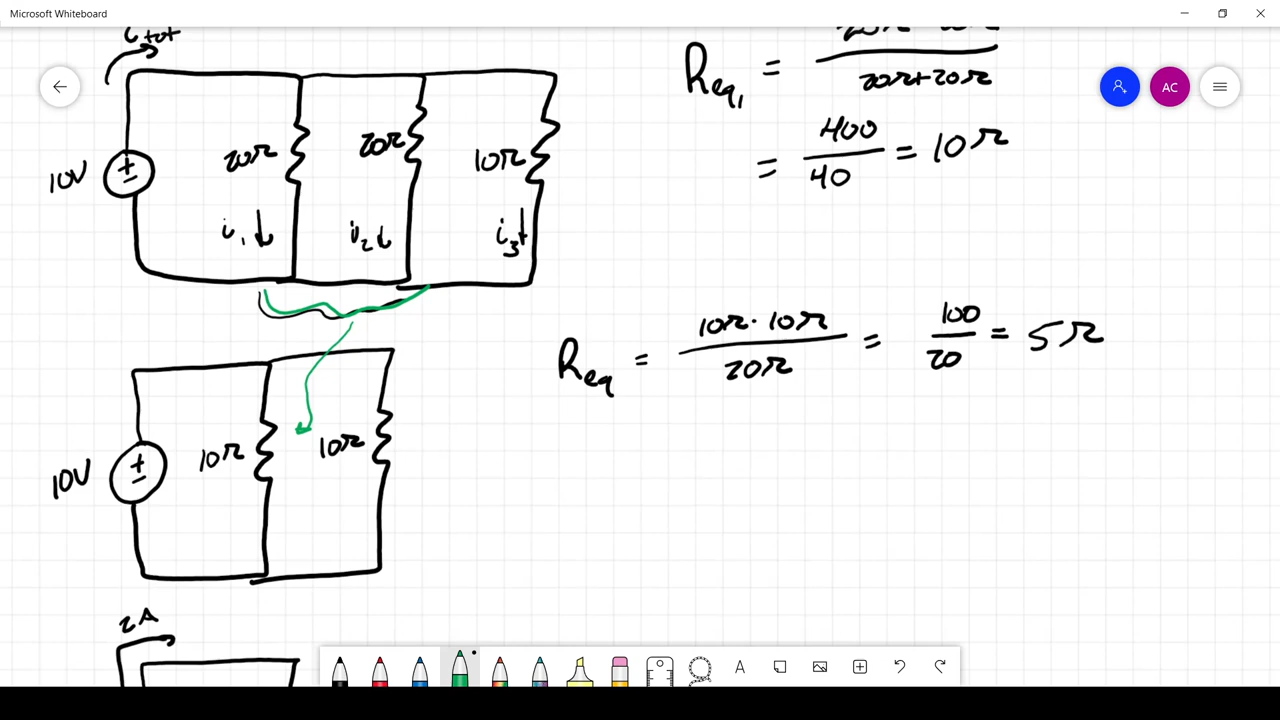 Microsoft Whiteboard
i tot
10V
20Ω
20Ω
10Ω
i1
i2
i3
Req1 = 20Ω+20Ω
= 400/40 = 10Ω
Req = 10Ω · 10Ω / 20Ω = 100/20 = 5Ω
10V
10Ω
10Ω
2A
AC
A